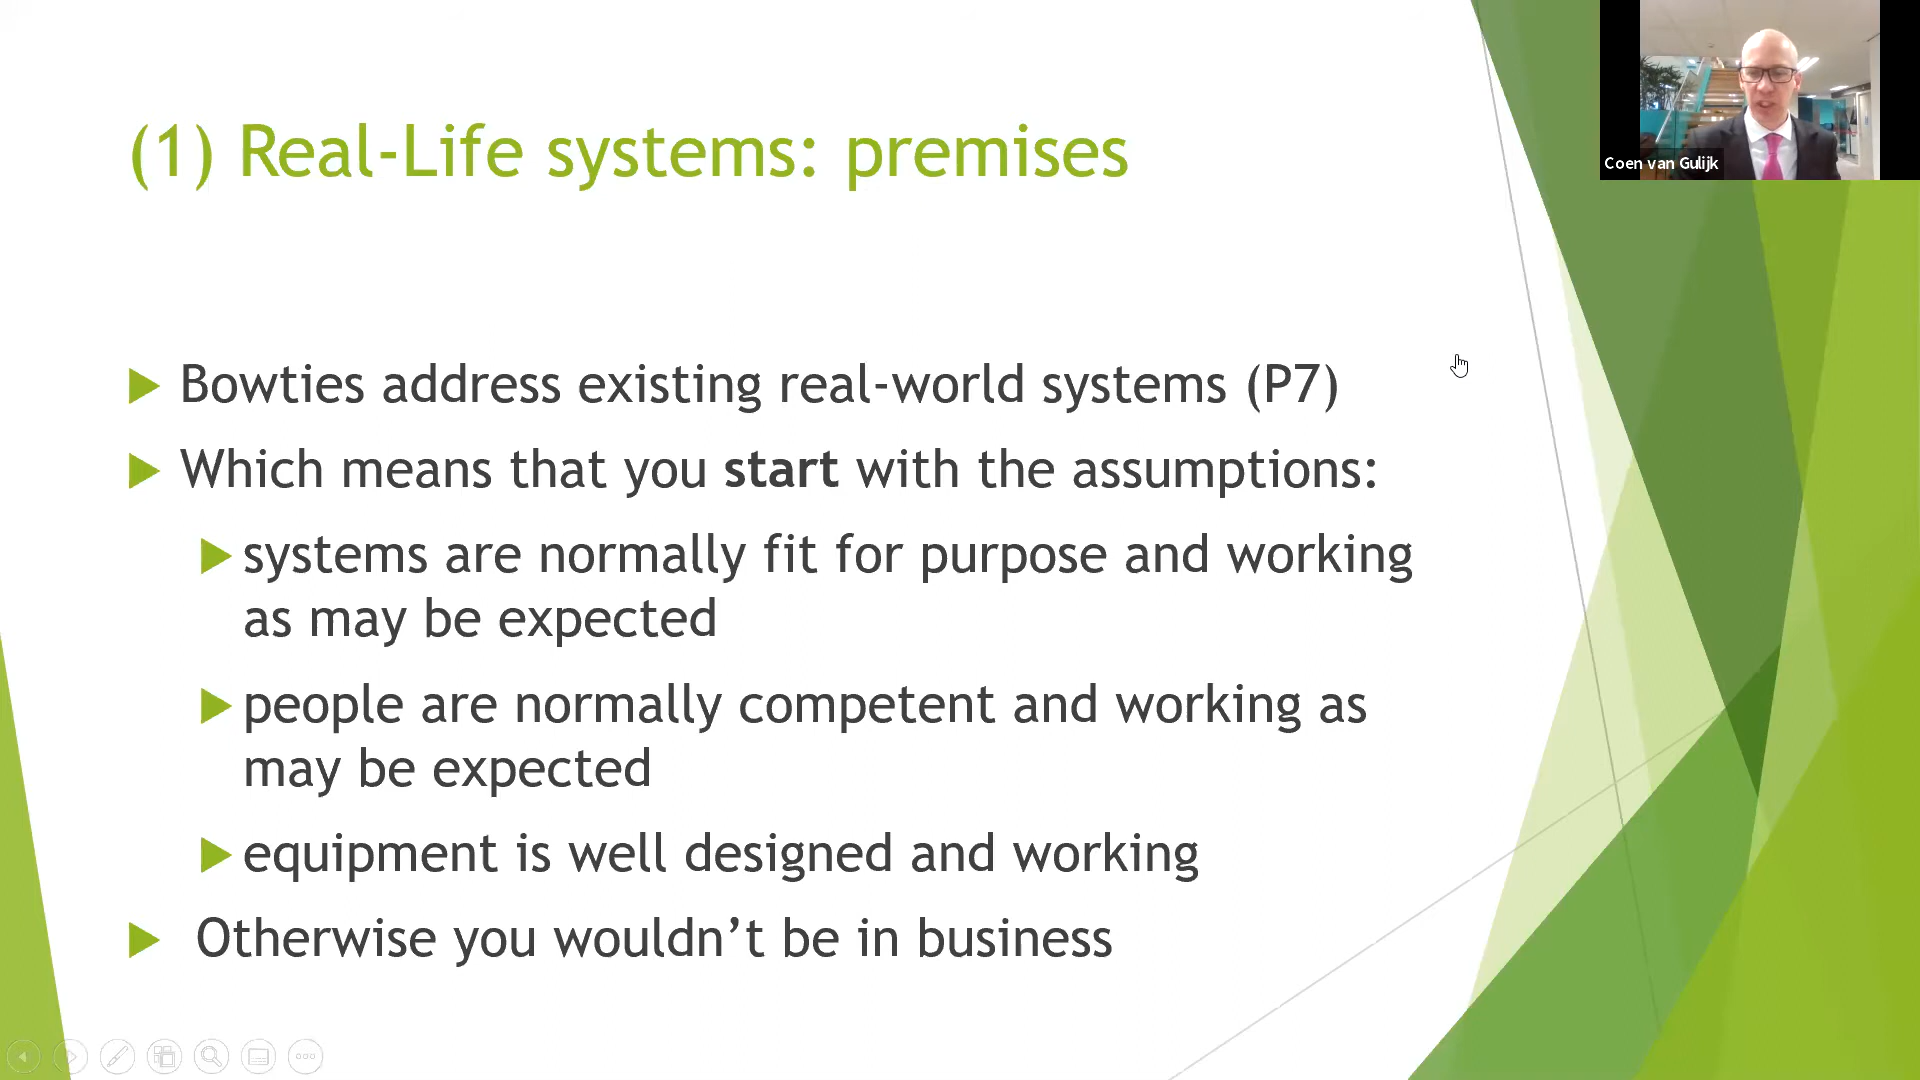 (1) Real-Life systems: premises
Coen van Gulijk
Bowties address existing real-world systems (P7)
Which means that you start with the assumptions:
systems are normally fit for purpose and working
as may be expected
people are normally competent and working as
may be expected
equipment is well designed and working
Otherwise you wouldn’t be in business